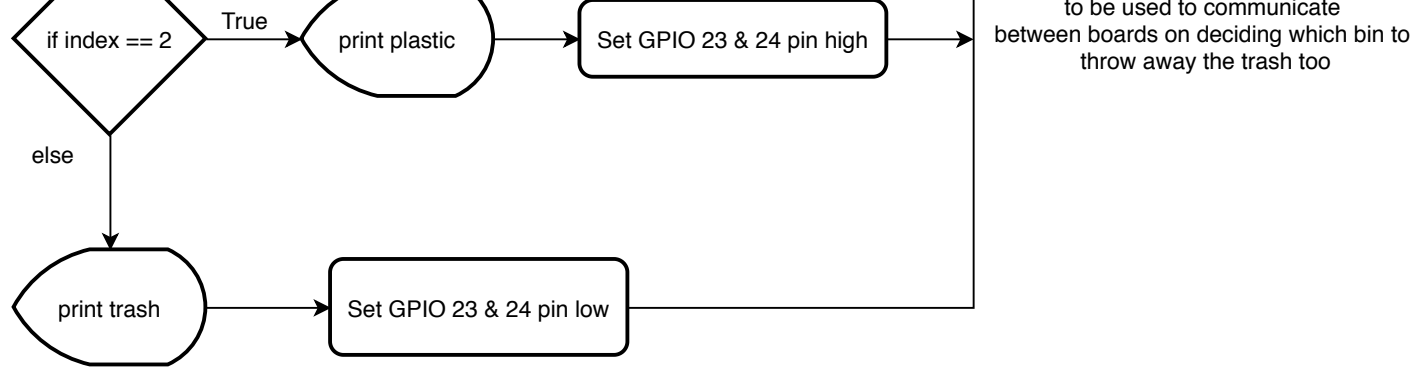 True
if index == 2
print plastic
Set GPIO 23 & 24 pin high
to be used to communicate
between boards on deciding which bin to
throw away the trash too
else
print trash
Set GPIO 23 & 24 pin low